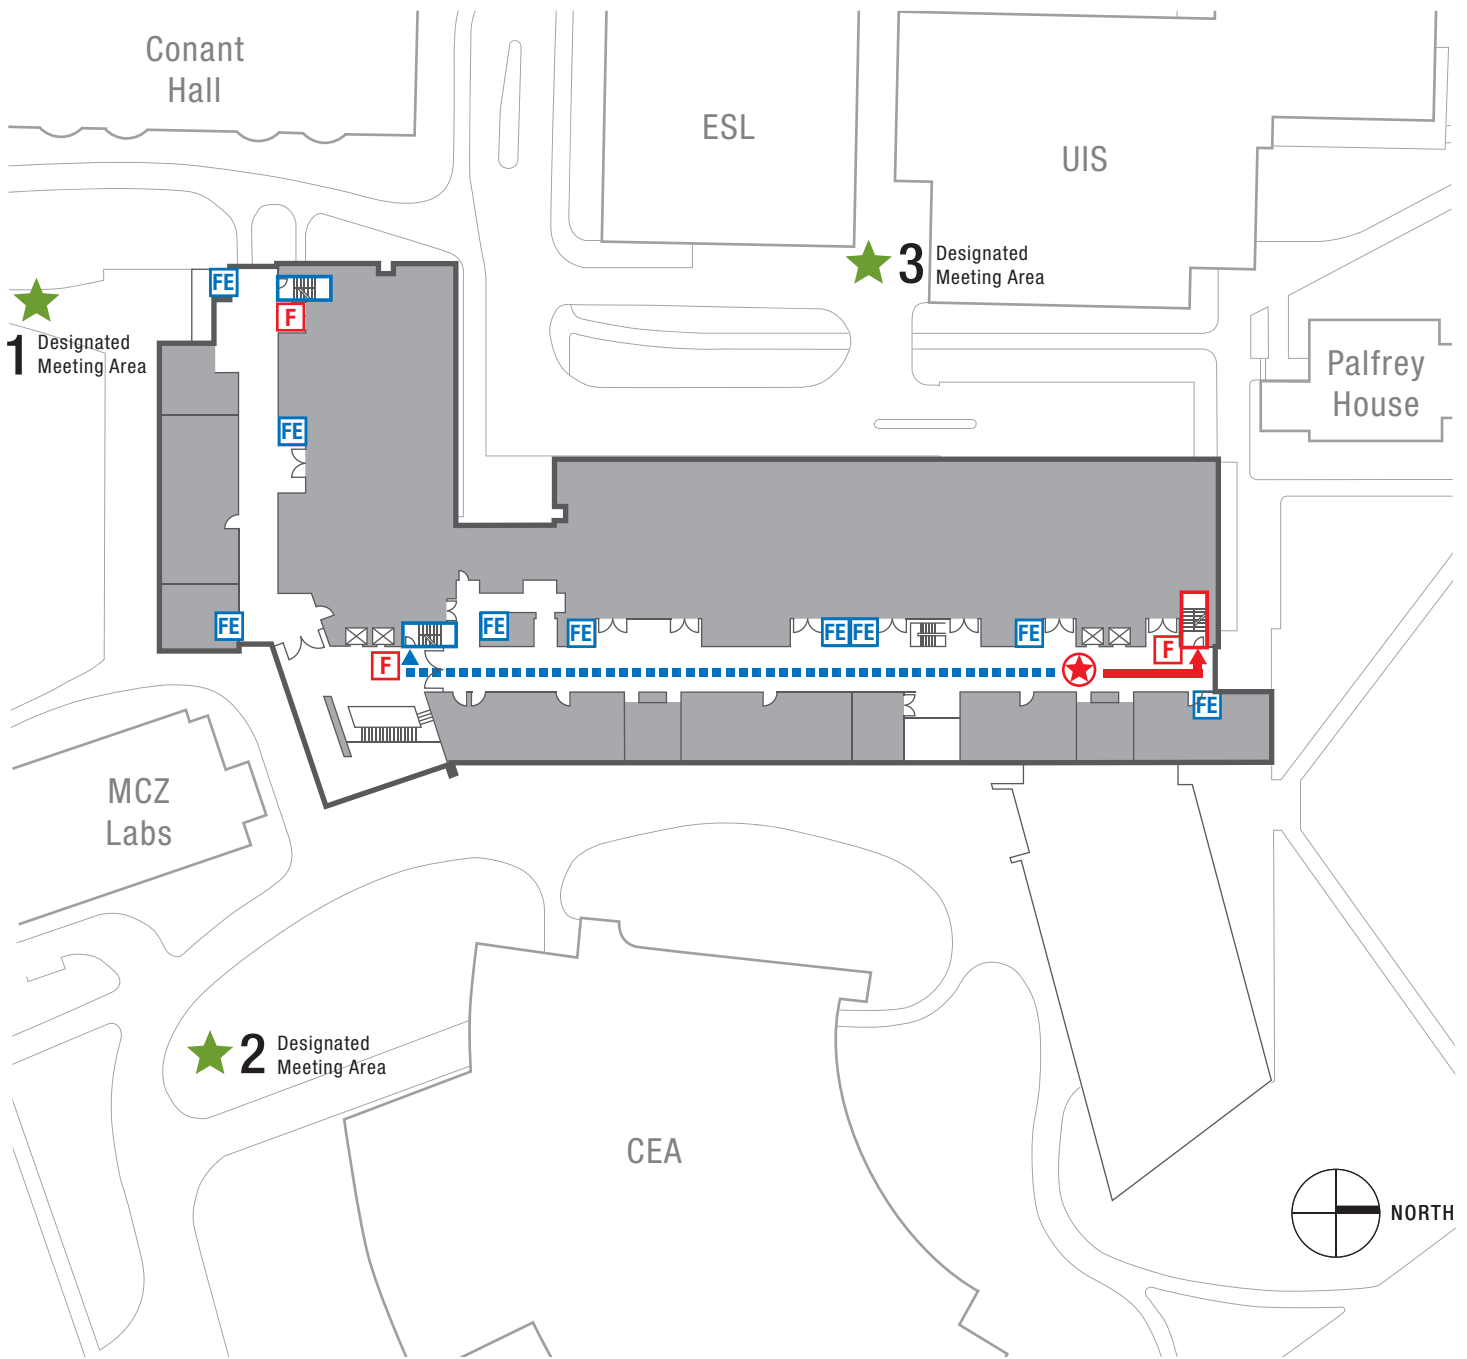 Conant
Hall
ESL
UIS
3
Designated
Meeting Area
FE
F
1
Designated
Meeting Area
Palfrey
House
FE
FE
FE
FE
FE
FE
FE
F
F
FE
MCZ
Labs
2
Designated
Meeting Area
CEA
NORTH